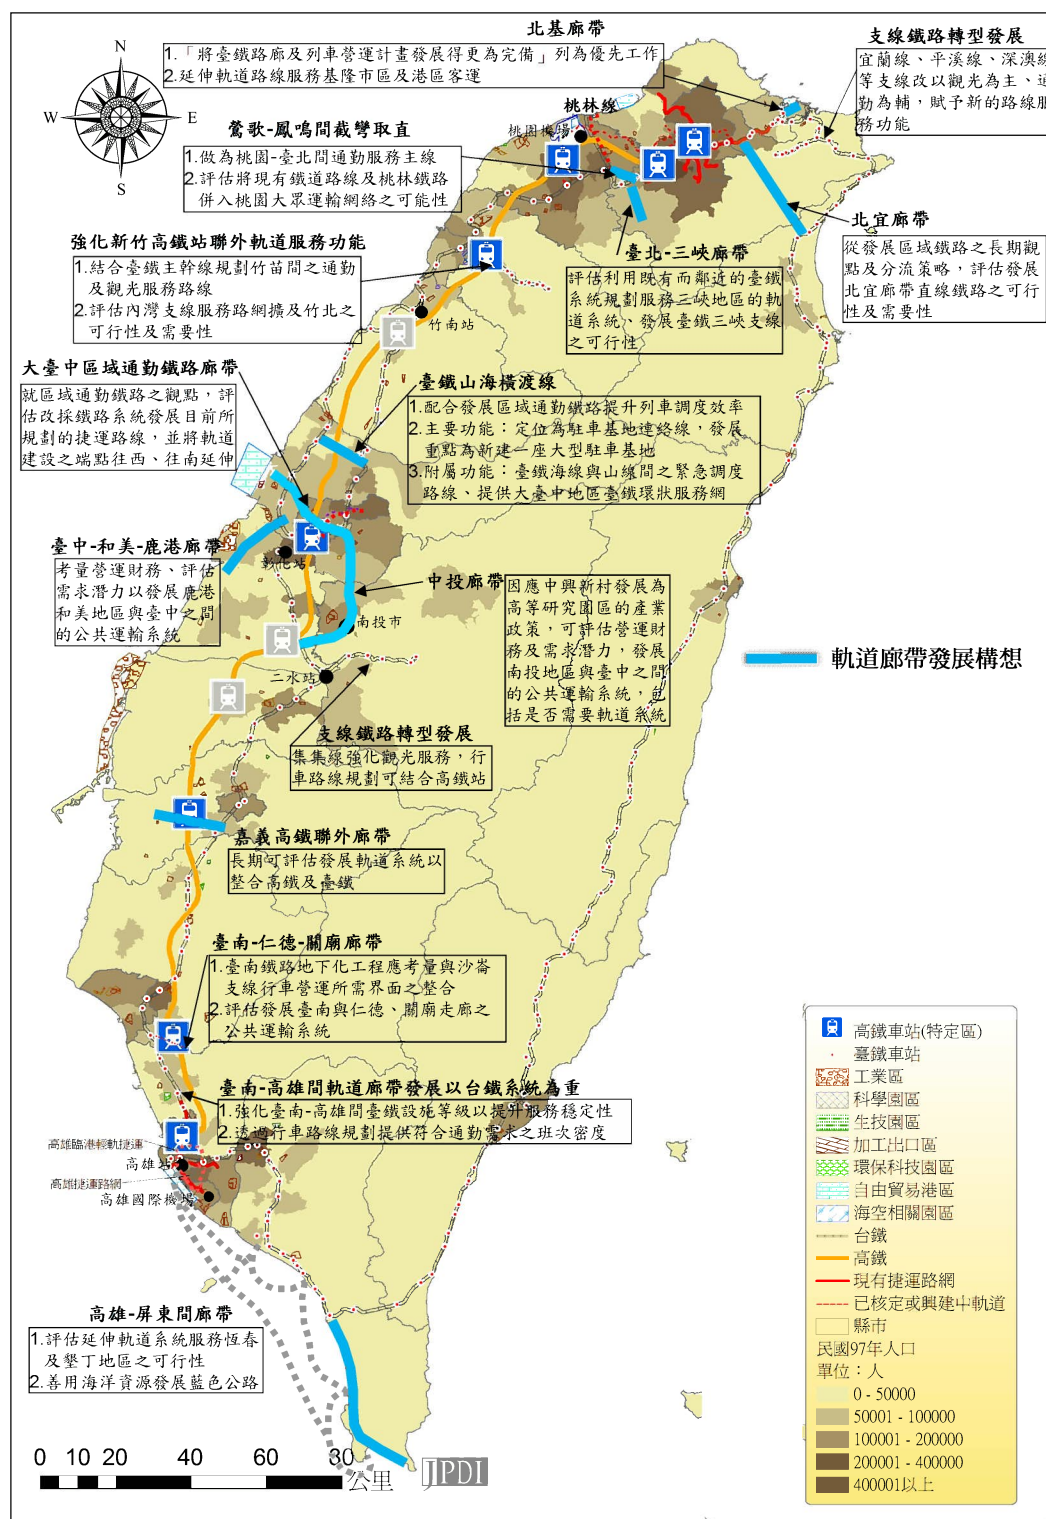 北基廊帶
1.「將臺鐵路廊及列車營運計畫發展得更為完備」列為優先工作
2.延伸軌道路線服務基隆市區及港區客運
支線鐵路轉型發展
宜蘭線、平溪線、深澳線
等支線改以觀光為主、通
勤為輔，賦予新的路線服
務功能
N
W
E
S
桃林線
桃園機場
鶯歌-鳳鳴間截彎取直
1.做為桃園-臺北間通勤服務主線
2.評估將現有鐵道路線及桃林鐵路
併入桃園大眾運輸網絡之可能性
北宜廊帶
從發展區域鐵路之長期觀
點及分流策略，評估發展
北宜廊帶直線鐵路之可行
性及需要性
臺北-三峽廊帶
評估利用既有而鄰近的臺鐵
系統規劃服務三峽地區的軌
道系統、發展臺鐵三峽支線
之可行性
強化新竹高鐵站聯外軌道服務功能
1.結合臺鐵主幹線規劃竹苗間之通勤
及觀光服務路線
2.評估內灣支線服務路網擴及竹北之
可行性及需要性
竹南站
大臺中區域通勤鐵路廊帶
就區域通勤鐵路之觀點，評
估改採鐵路系統發展目前所
規劃的捷運路線，並將軌道
建設之端點往西、往南延伸
臺鐵山海橫渡線
1.配合發展區域通勤鐵路提升列車調度效率
2.主要功能：定位為駐車基地連絡線，發展
重點為新建一座大型駐車基地
3.附屬功能：臺鐵海線與山線間之緊急調度
路線、提供大臺中地區臺鐵環狀服務網
臺中-和美-鹿港廊帶
考量營運財務、評估
需求潛力以發展鹿港
和美地區與臺中之間
的公共運輸系統
彰化站
中投廊帶
因應中興新村發展為
高等研究園區的產業
政策，可評估營運財
務及需求潛力，發展
南投地區與臺中之間
的公共運輸系統，包
括是否需要軌道系統
南投市
軌道廊帶發展構想
二水站
支線鐵路轉型發展
集集線強化觀光服務，行
車路線規劃可結合高鐵站
嘉義高鐵聯外廊帶
長期可評估發展軌道系統以
整合高鐵及臺鐵
臺南-仁德-關廟廊帶
1.臺南鐵路地下化工程應考量與沙崙
支線行車營運所需界面之整合
2.評估發展臺南與仁德、關廟走廊之
公共運輸系統
臺南-高雄間軌道廊帶發展以台鐵系統為重
1.強化臺南-高雄間臺鐵設施等級以提升服務穩定性
2.透過行車路線規劃提供符合通勤需求之班次密度
高雄臨港輕軌捷運
高雄站
高雄捷運路網
高雄國際機場
高雄-屏東間廊帶
1.評估延伸軌道系統服務恆春
及墾丁地區之可行性
2.善用海洋資源發展藍色公路
高鐵車站(特定區)
臺鐵車站
工業區
科學園區
生技園區
加工出口區
環保科技園區
自由貿易港區
海空相關園區
台鐵
高鐵
現有捷運路網
已核定或興建中軌道
縣市
民國97年人口
單位：人
0 - 50000
50001 - 100000
100001 - 200000
200001 - 400000
400001以上
0 10 20 40 60 80
公里
JPDI